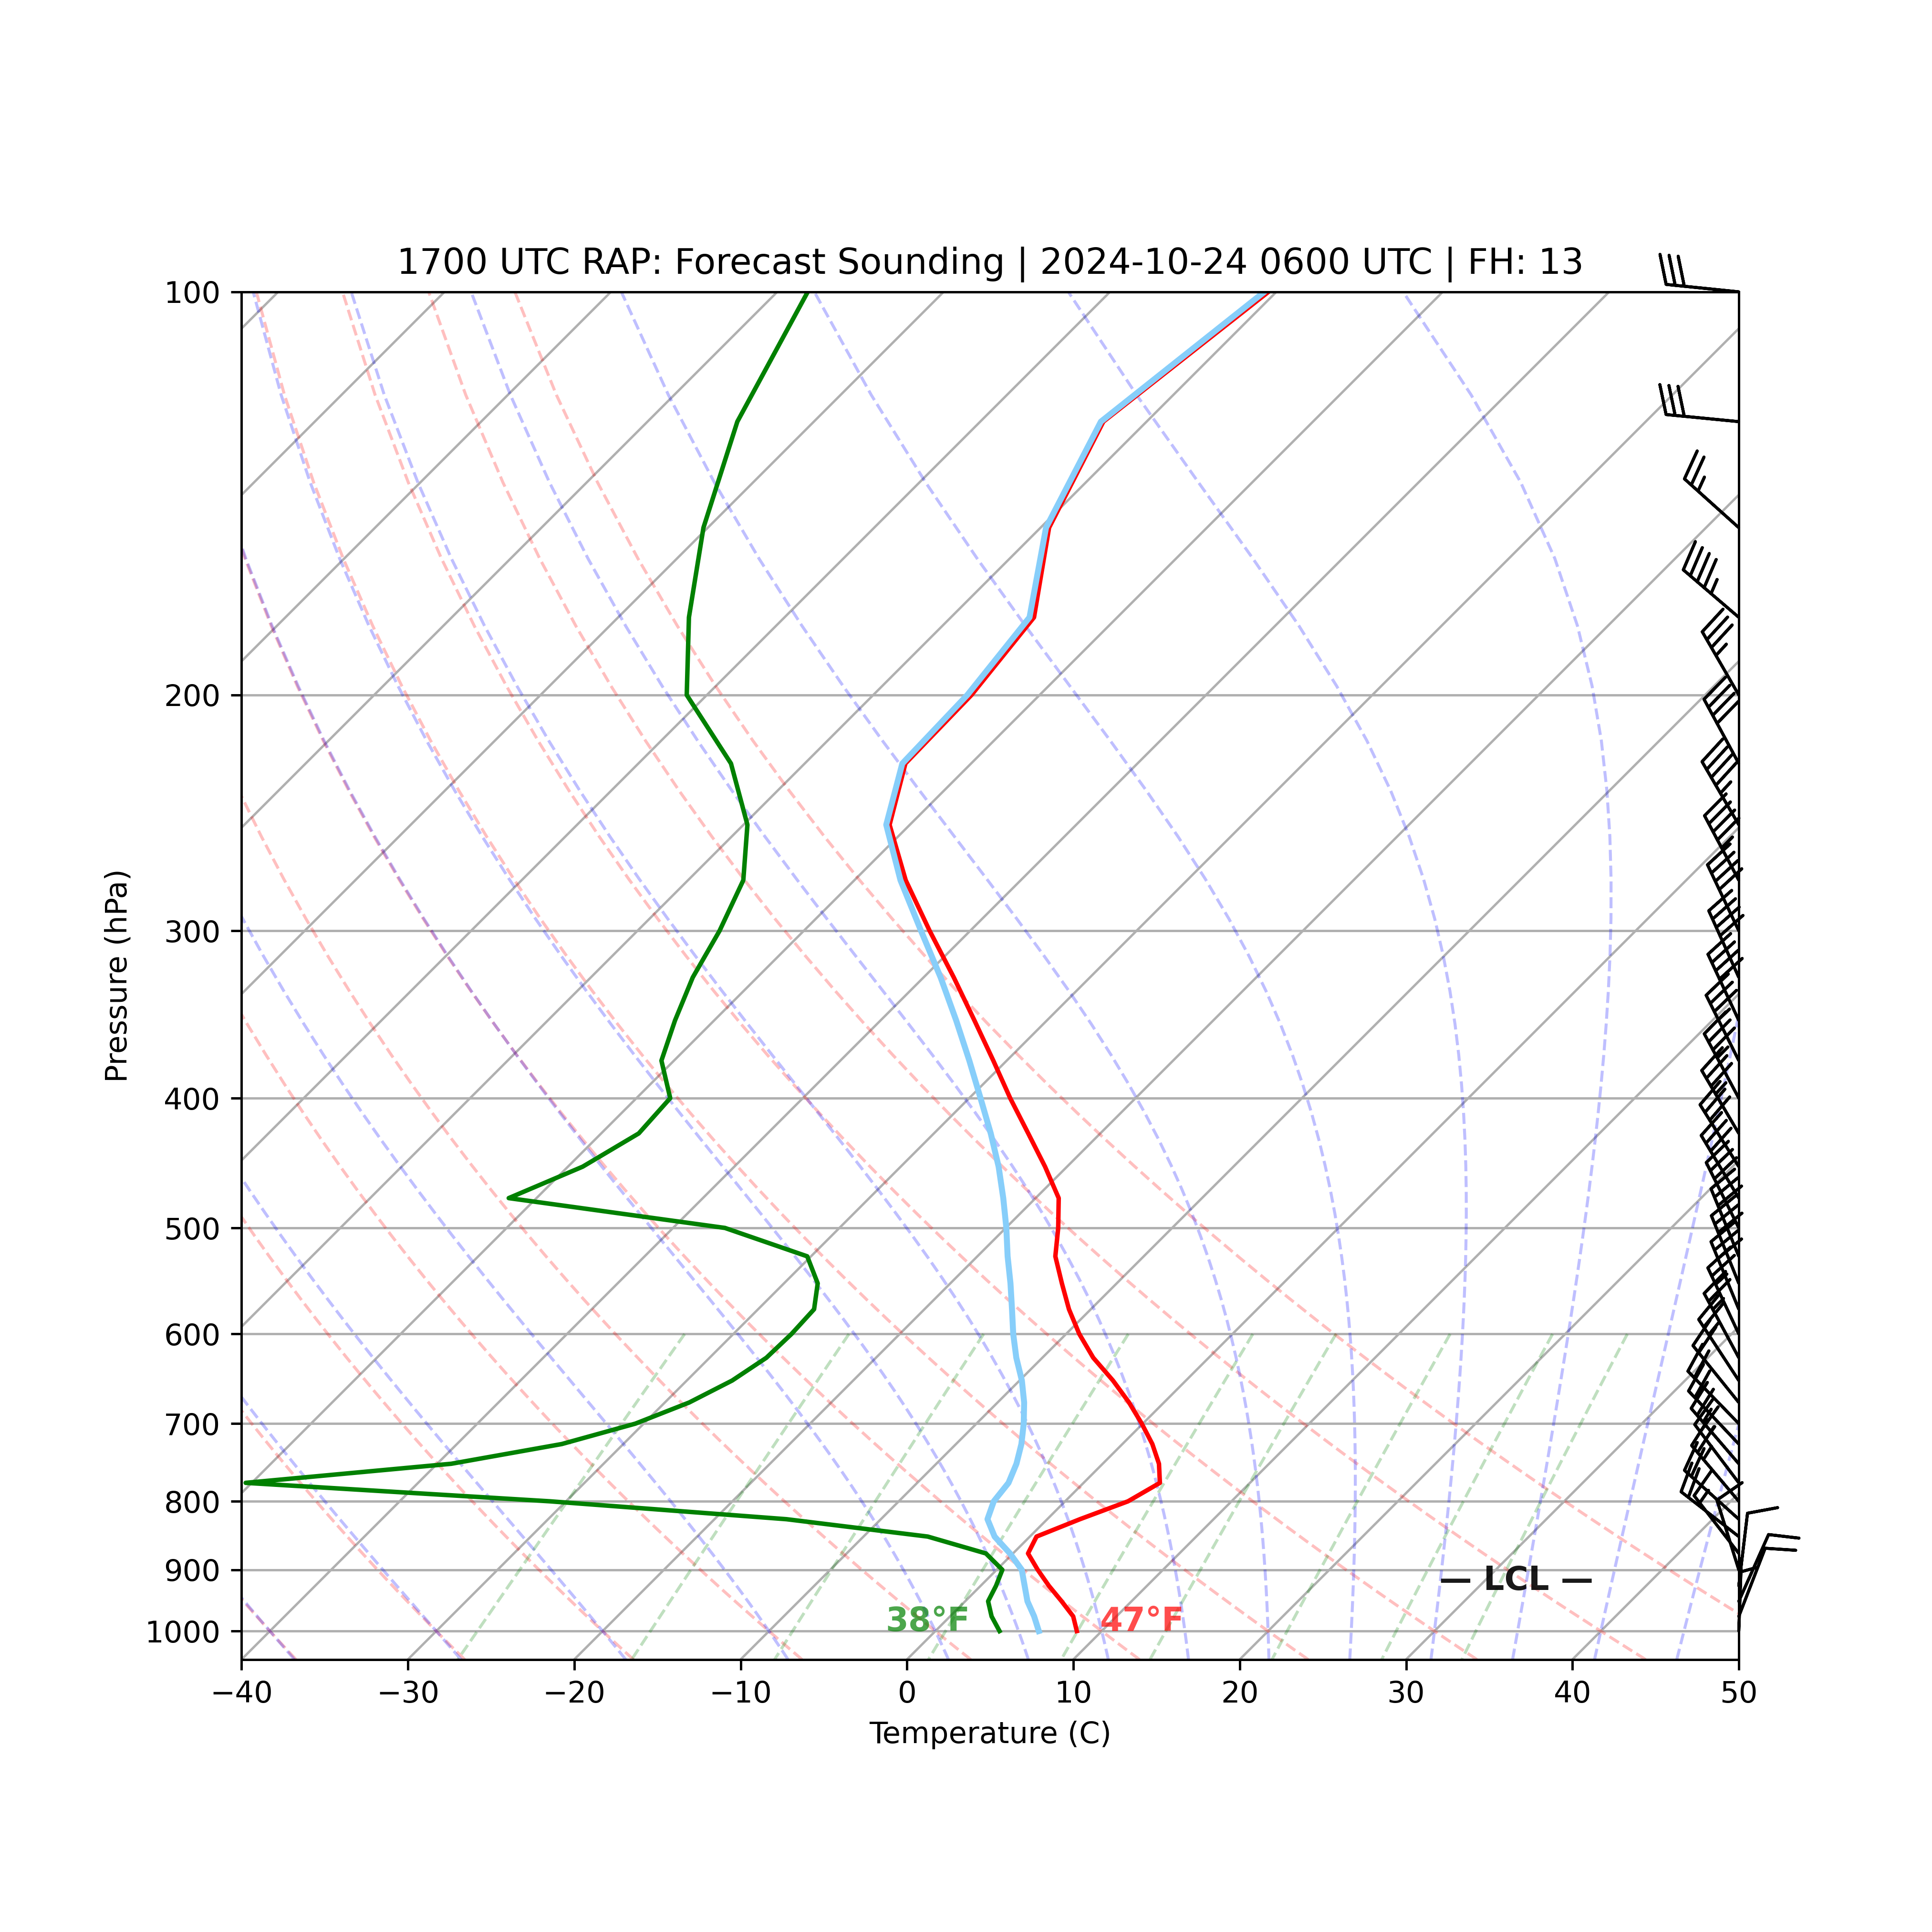 1700 UTC RAP: Forecast Sounding | 2024-10-24 0600 UTC | FH: 13
100
200
300
400
500
600
700
800
900
1000
Pressure (hPa)
— LCL —
38°F
47°F
−40 −30 −20 −10 0 10 20 30 40 50
Temperature (C)